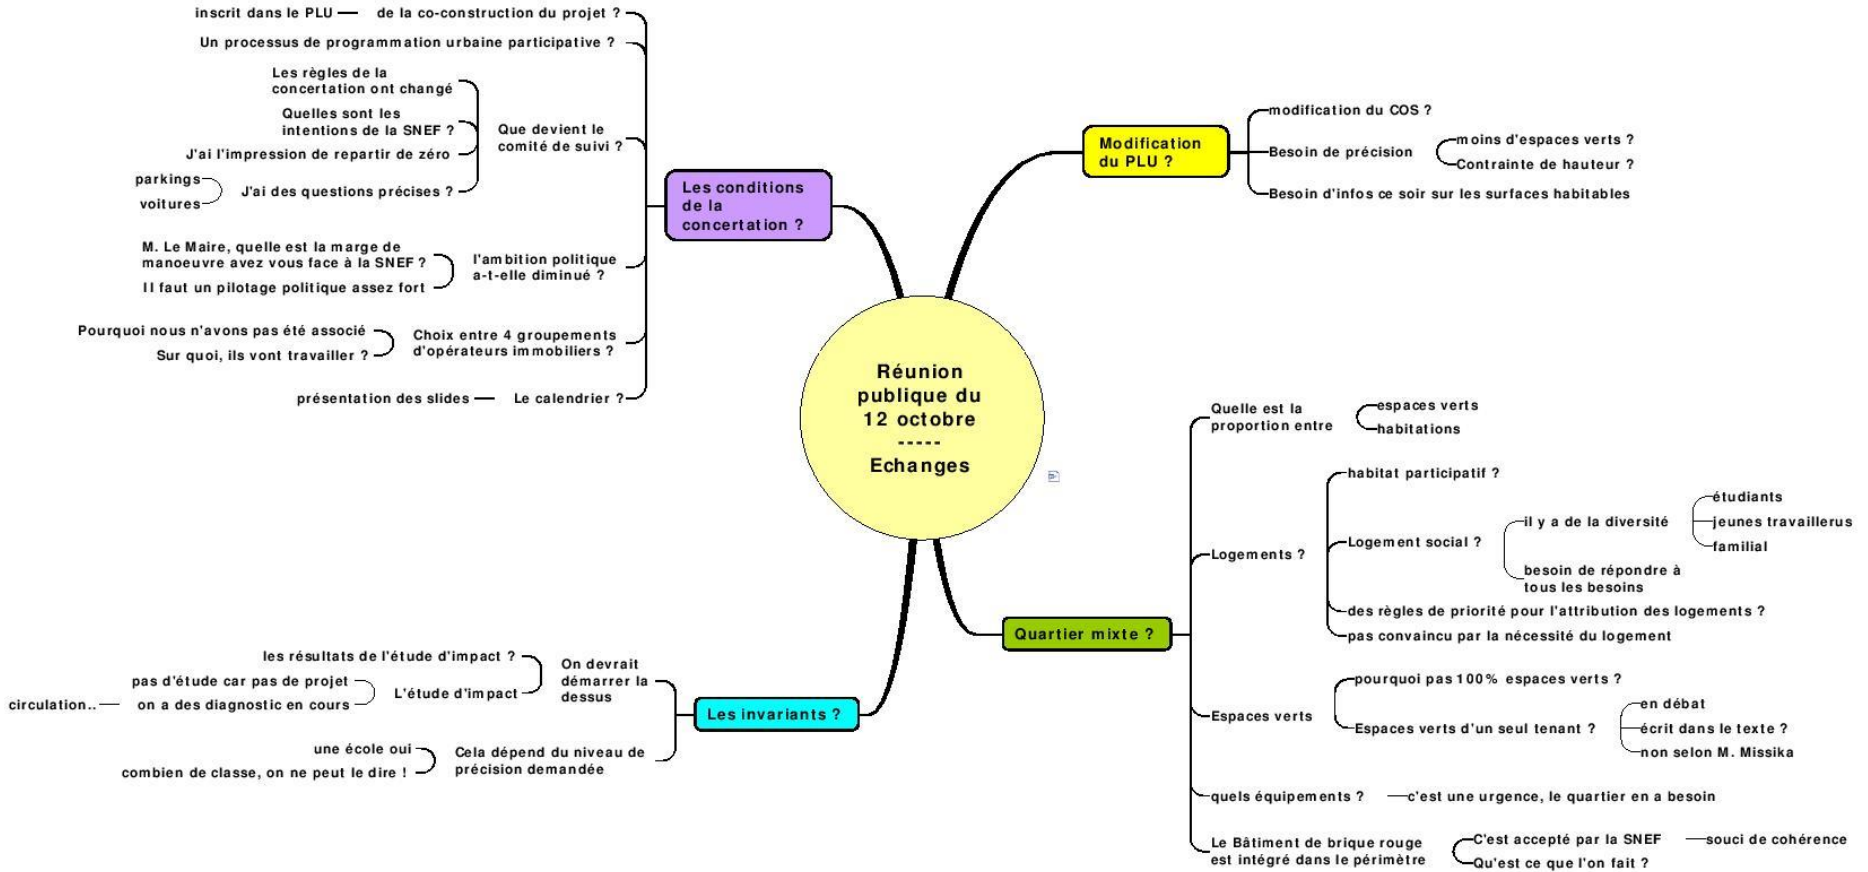 Réunion
publique du
12 octobre
-----
Echanges
Les conditions
de la
concertation ?
de la co-construction du projet ?
inscrit dans le PLU
Un processus de programmation urbaine participative ?
Que devient le
comité de suivi ?
Les règles de la
concertation ont changé
Quelles sont les
intentions de la SNEF ?
J'ai l'impression de repartir de zéro
J'ai des questions précises ?
parkings
voitures
l'ambition politique
a-t-elle diminué ?
M. Le Maire, quelle est la marge de
manoeuvre avez vous face à la SNEF ?
Il faut un pilotage politique assez fort
Choix entre 4 groupements
d'opérateurs immobiliers ?
Pourquoi nous n'avons pas été associé
Sur quoi, ils vont travailler ?
Le calendrier ?
présentation des slides
Modification
du PLU ?
modification du COS ?
Besoin de précision
moins d'espaces verts ?
Contrainte de hauteur ?
Besoin d'infos ce soir sur les surfaces habitables
Quartier mixte ?
Quelle est la
proportion entre
espaces verts
habitations
Logements ?
habitat participatif ?
Logement social ?
il y a de la diversité
étudiants
jeunes travaillerus
familial
besoin de répondre à
tous les besoins
des règles de priorité pour l'attribution des logements ?
pas convaincu par la nécessité du logement
Espaces verts
pourquoi pas 100% espaces verts ?
Espaces verts d'un seul tenant ?
en débat
écrit dans le texte ?
non selon M. Missika
quels équipements ?
c'est une urgence, le quartier en a besoin
Le Bâtiment de brique rouge
est intégré dans le périmètre
C'est accepté par la SNEF
souci de cohérence
Qu'est ce que l'on fait ?
Les invariants ?
On devrait
démarrer la
dessus
les résultats de l'étude d'impact ?
L'étude d'impact
pas d'étude car pas de projet
on a des diagnostic en cours
circulation..
Cela dépend du niveau de
précision demandée
une école oui
combien de classe, on ne peut le dire !